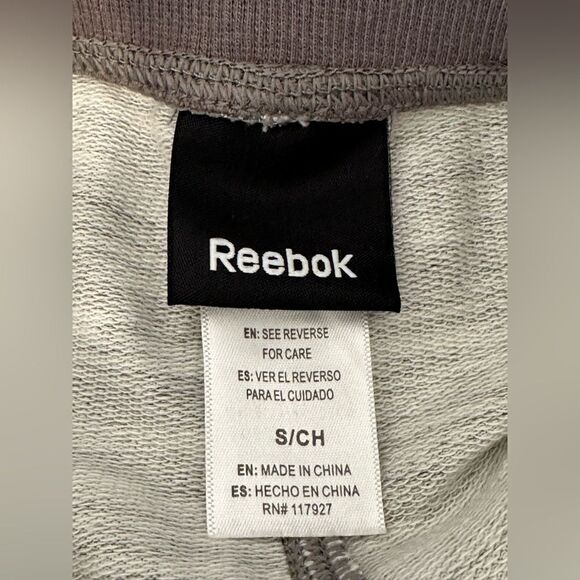 Reebok
EN: SEE REVERSE
FOR CARE
ES: VER EL REVERSO
PARA EL CUIDADO
S/CH
EN: MADE IN CHINA
ES: HECHO EN CHINA
RN# 117927